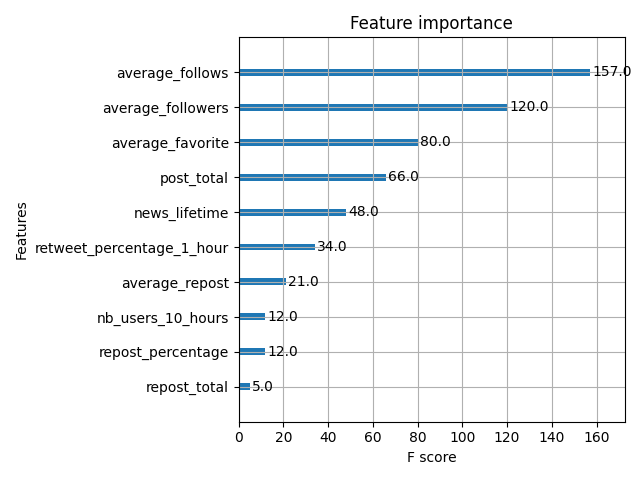 Feature importance
Features
average_follows 157.0
average_followers 120.0
average_favorite 80.0
post_total 66.0
news_lifetime 48.0
retweet_percentage_1_hour 34.0
average_repost 21.0
nb_users_10_hours 12.0
repost_percentage 12.0
repost_total 5.0
0 20 40 60 80 100 120 140 160
F score